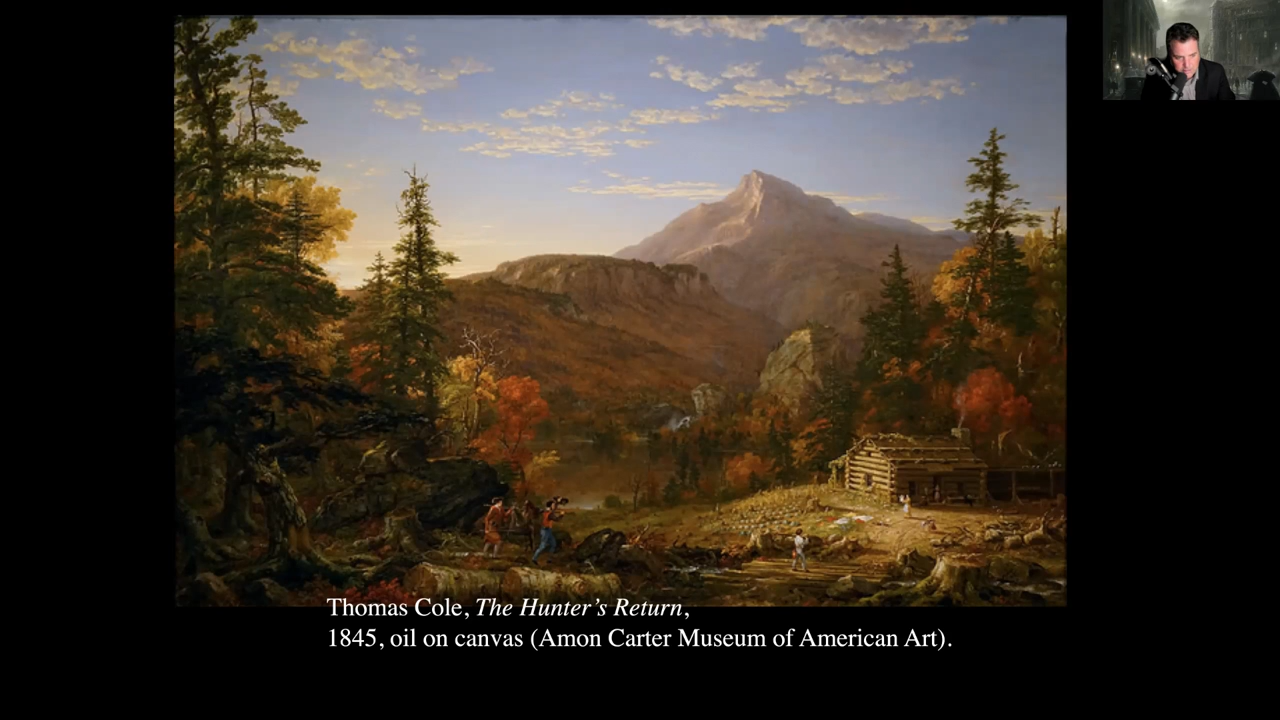 Thomas Cole, The Hunter’s Return,
1845, oil on canvas (Amon Carter Museum of American Art).